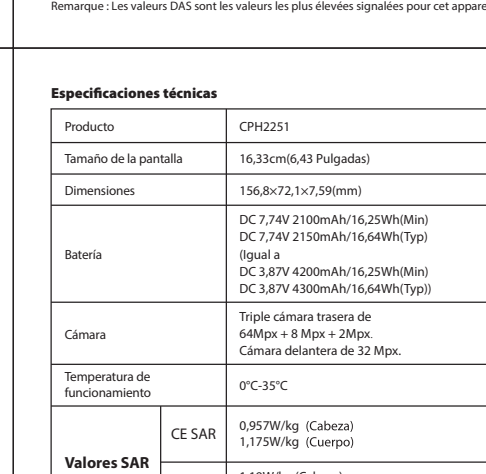 Remarque : Les valeurs DAS sont les valeurs les plus élevées signalées pour cet
Especificaciones técnicas
Producto
CPH2251
Tamaño de la pantalla
16,33cm(6,43 Pulgadas)
Dimensiones
156,8×72,1×7,59(mm)
Batería
DC 7,74V 2100mAh/16,25Wh(Min)
DC 7,74V 2150mAh/16,64Wh(Typ)
(Igual a
DC 3,87V 4200mAh/16,25Wh(Min)
DC 3,87V 4300mAh/16,64Wh(Typ))
Cámara
Triple cámara trasera de
64Mpx + 8 Mpx + 2Mpx.
Cámara delantera de 32 Mpx.
Temperatura de
funcionamiento
0°C-35°C
Valores SAR
CE SAR
0,957W/kg (Cabeza)
1,175W/kg (Cuerpo)